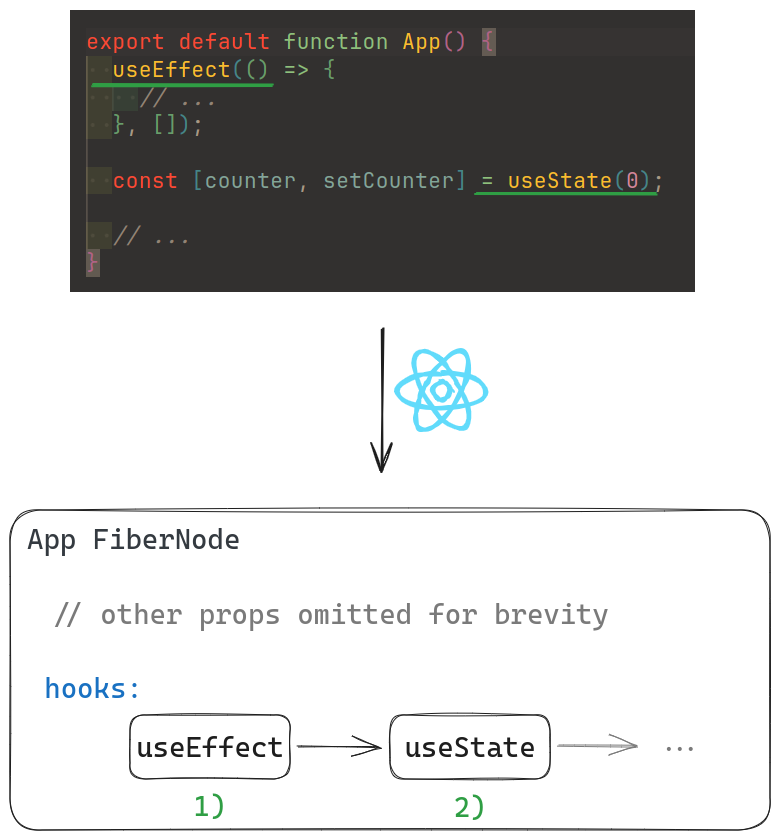 export default function App() {
useEffect(() => {
// ...
}, []);
const [counter, setCounter] = useState(0);
// ...
}
App FiberNode
// other props omitted for brevity
hooks:
useEffect useState ...
1) 2)